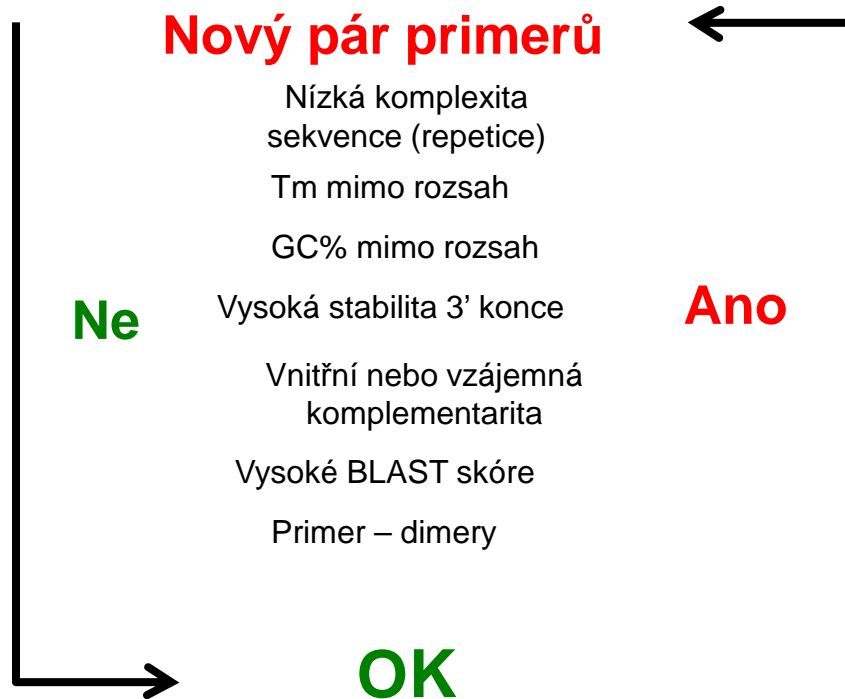 Nový pár primerů
Nízká komplexita
sekvence (repetice)
Tm mimo rozsah
GC% mimo rozsah
Ne
Vysoká stabilita 3’ konce
Ano
Vnitřní nebo vzájemná
komplementarita
Vysoké BLAST skóre
Primer – dimery
OK